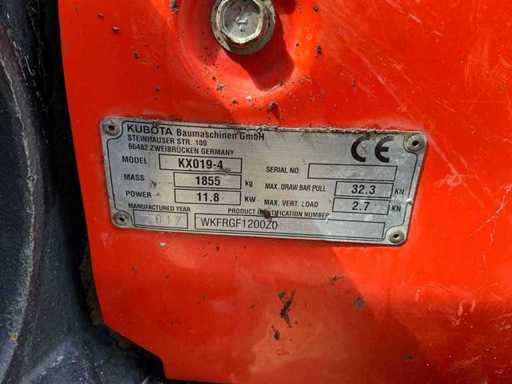 KUBOTA Baumaschinen GmbH
STEINHAUSER STR. 100
66482 ZWEIBRÜCKEN GERMANY
CE
MODEL KX019-4 SERIAL NO.
MASS 1855 kg MAX. DRAW BAR PULL 32.3 KN
POWER 11.8 KW MAX. VERT. LOAD 2.7 KN
MANUFACTURED YEAR PRODUCT IDENTIFICATION NUMBER
WKFRGF1200Z0